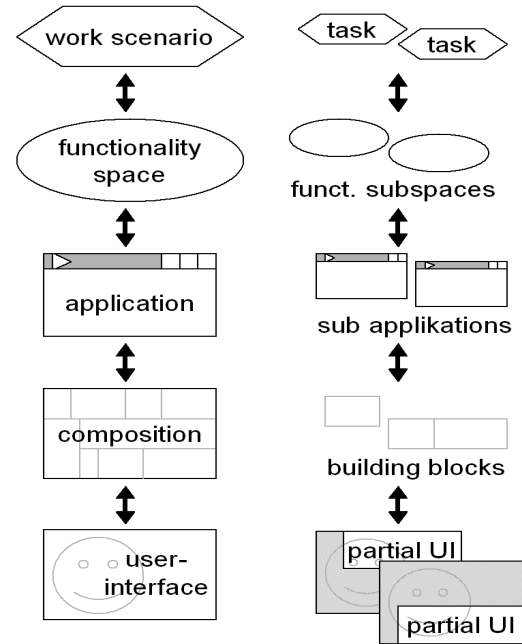 work scenario
task
task
functionality
space
funct. subspaces
application
sub applikations
composition
building blocks
user-
interface
partial UI
partial UI